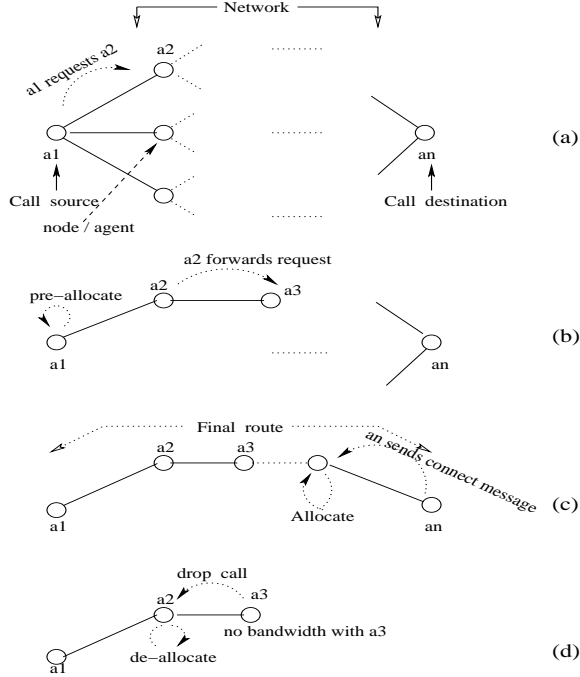 Network
a2
a1 requests a2
a1
an
(a)
Call source
Call destination
node / agent
a2 forwards request
a2
a3
pre-allocate
a1
an
(b)
Final route
a2
a3
an sends connect message
a1
Allocate
an
(c)
drop call
a2
a3
no bandwidth with a3
de-allocate
a1
(d)